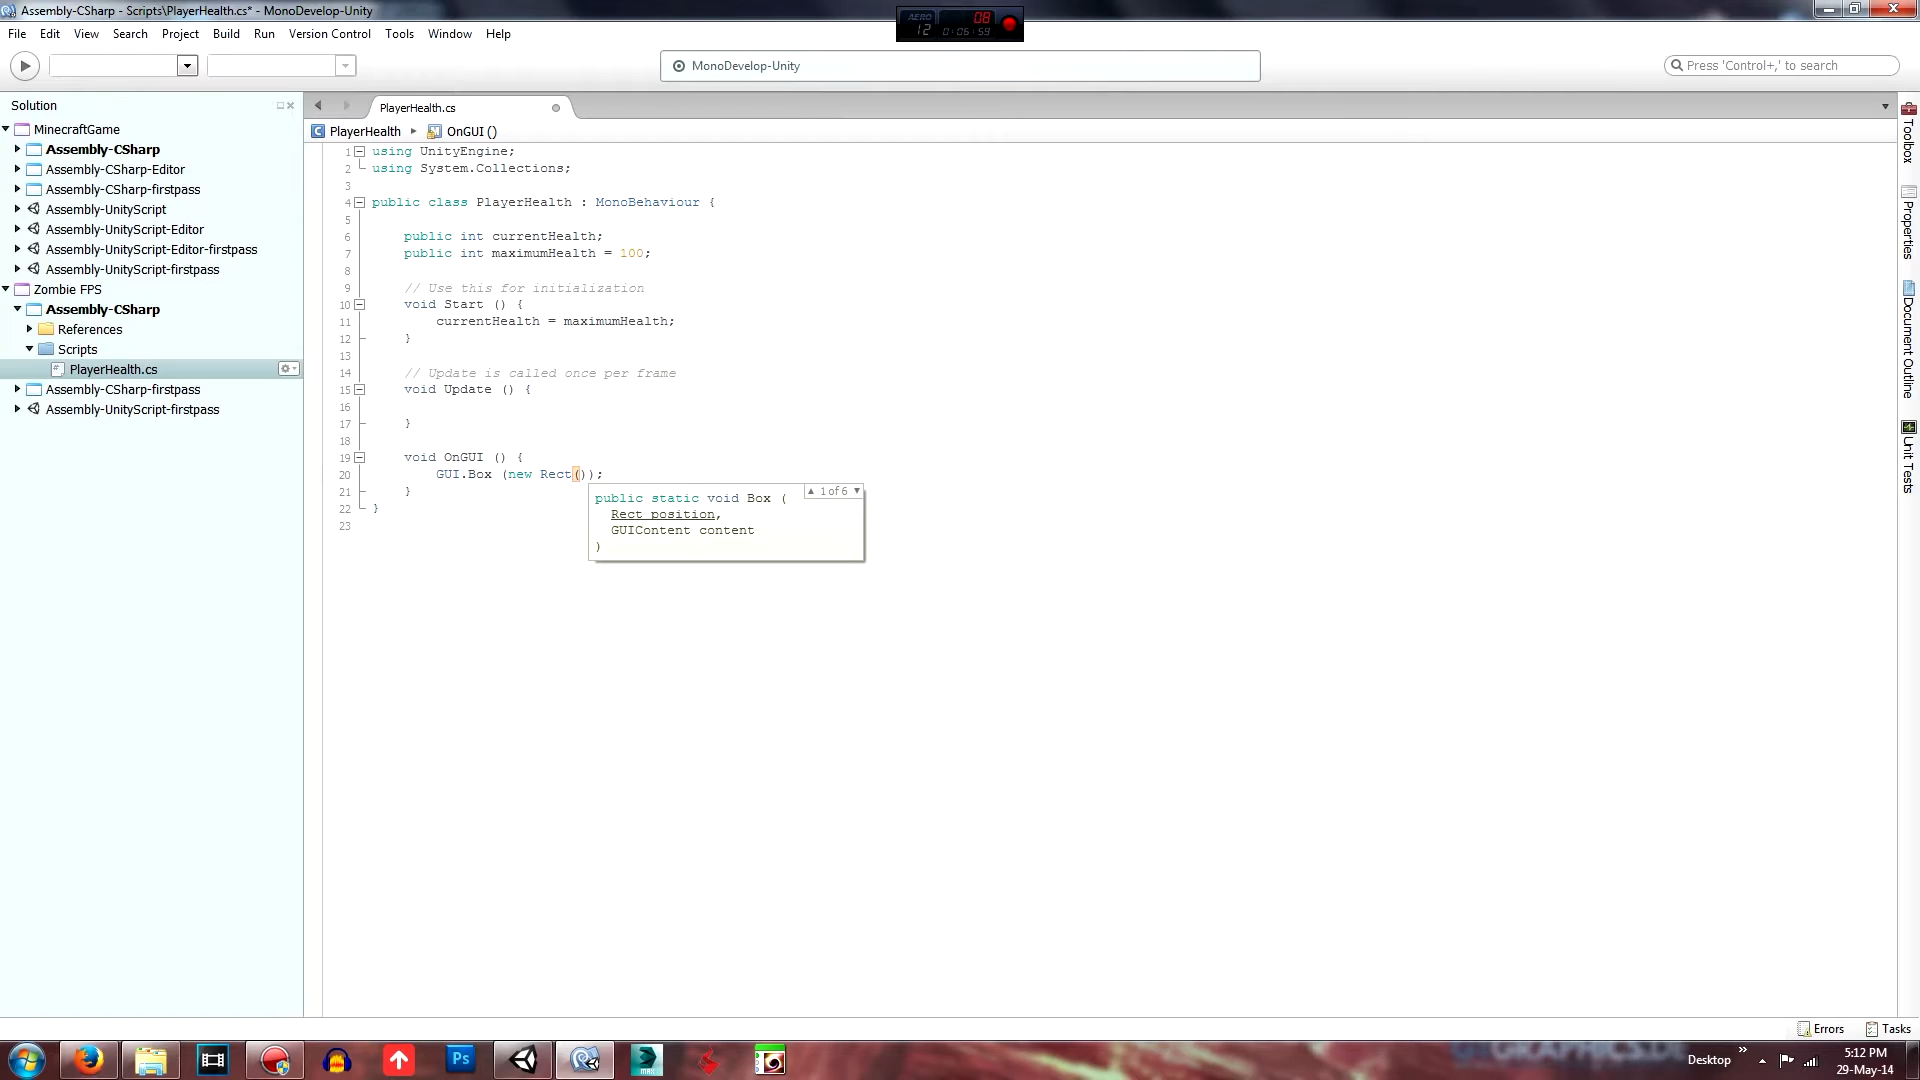 Assembly-CSharp - Scripts\PlayerHealth.cs* - MonoDevelop-Unity
AERO
12
08
0:06:59
File Edit View Search Project Build Run Version Control Tools Window Help
MonoDevelop-Unity
Press 'Control+,' to search
Solution
PlayerHealth.cs
MinecraftGame
Assembly-CSharp
Assembly-CSharp-Editor
Assembly-CSharp-firstpass
Assembly-UnityScript
Assembly-UnityScript-Editor
Assembly-UnityScript-Editor-firstpass
Assembly-UnityScript-firstpass
Zombie FPS
Assembly-CSharp
References
Scripts
PlayerHealth.cs
Assembly-CSharp-firstpass
Assembly-UnityScript-firstpass
PlayerHealth OnGUI ()
1 using UnityEngine;
2 using System.Collections;
3
4 public class PlayerHealth : MonoBehaviour {
5
6 public int currentHealth;
7 public int maximumHealth = 100;
8
9 // Use this for initialization
10 void Start () {
11 currentHealth = maximumHealth;
12 }
13
14 // Update is called once per frame
15 void Update () {
16
17 }
18
19 void OnGUI () {
20 GUI.Box (new Rect());
21 }
22 }
23
1 of 6
public static void Box (
Rect position,
GUIContent content
)
Toolbox
Properties
Document Outline
Unit Tests
Errors Tasks
Ps
MAX
Desktop
5:12 PM
29-May-14